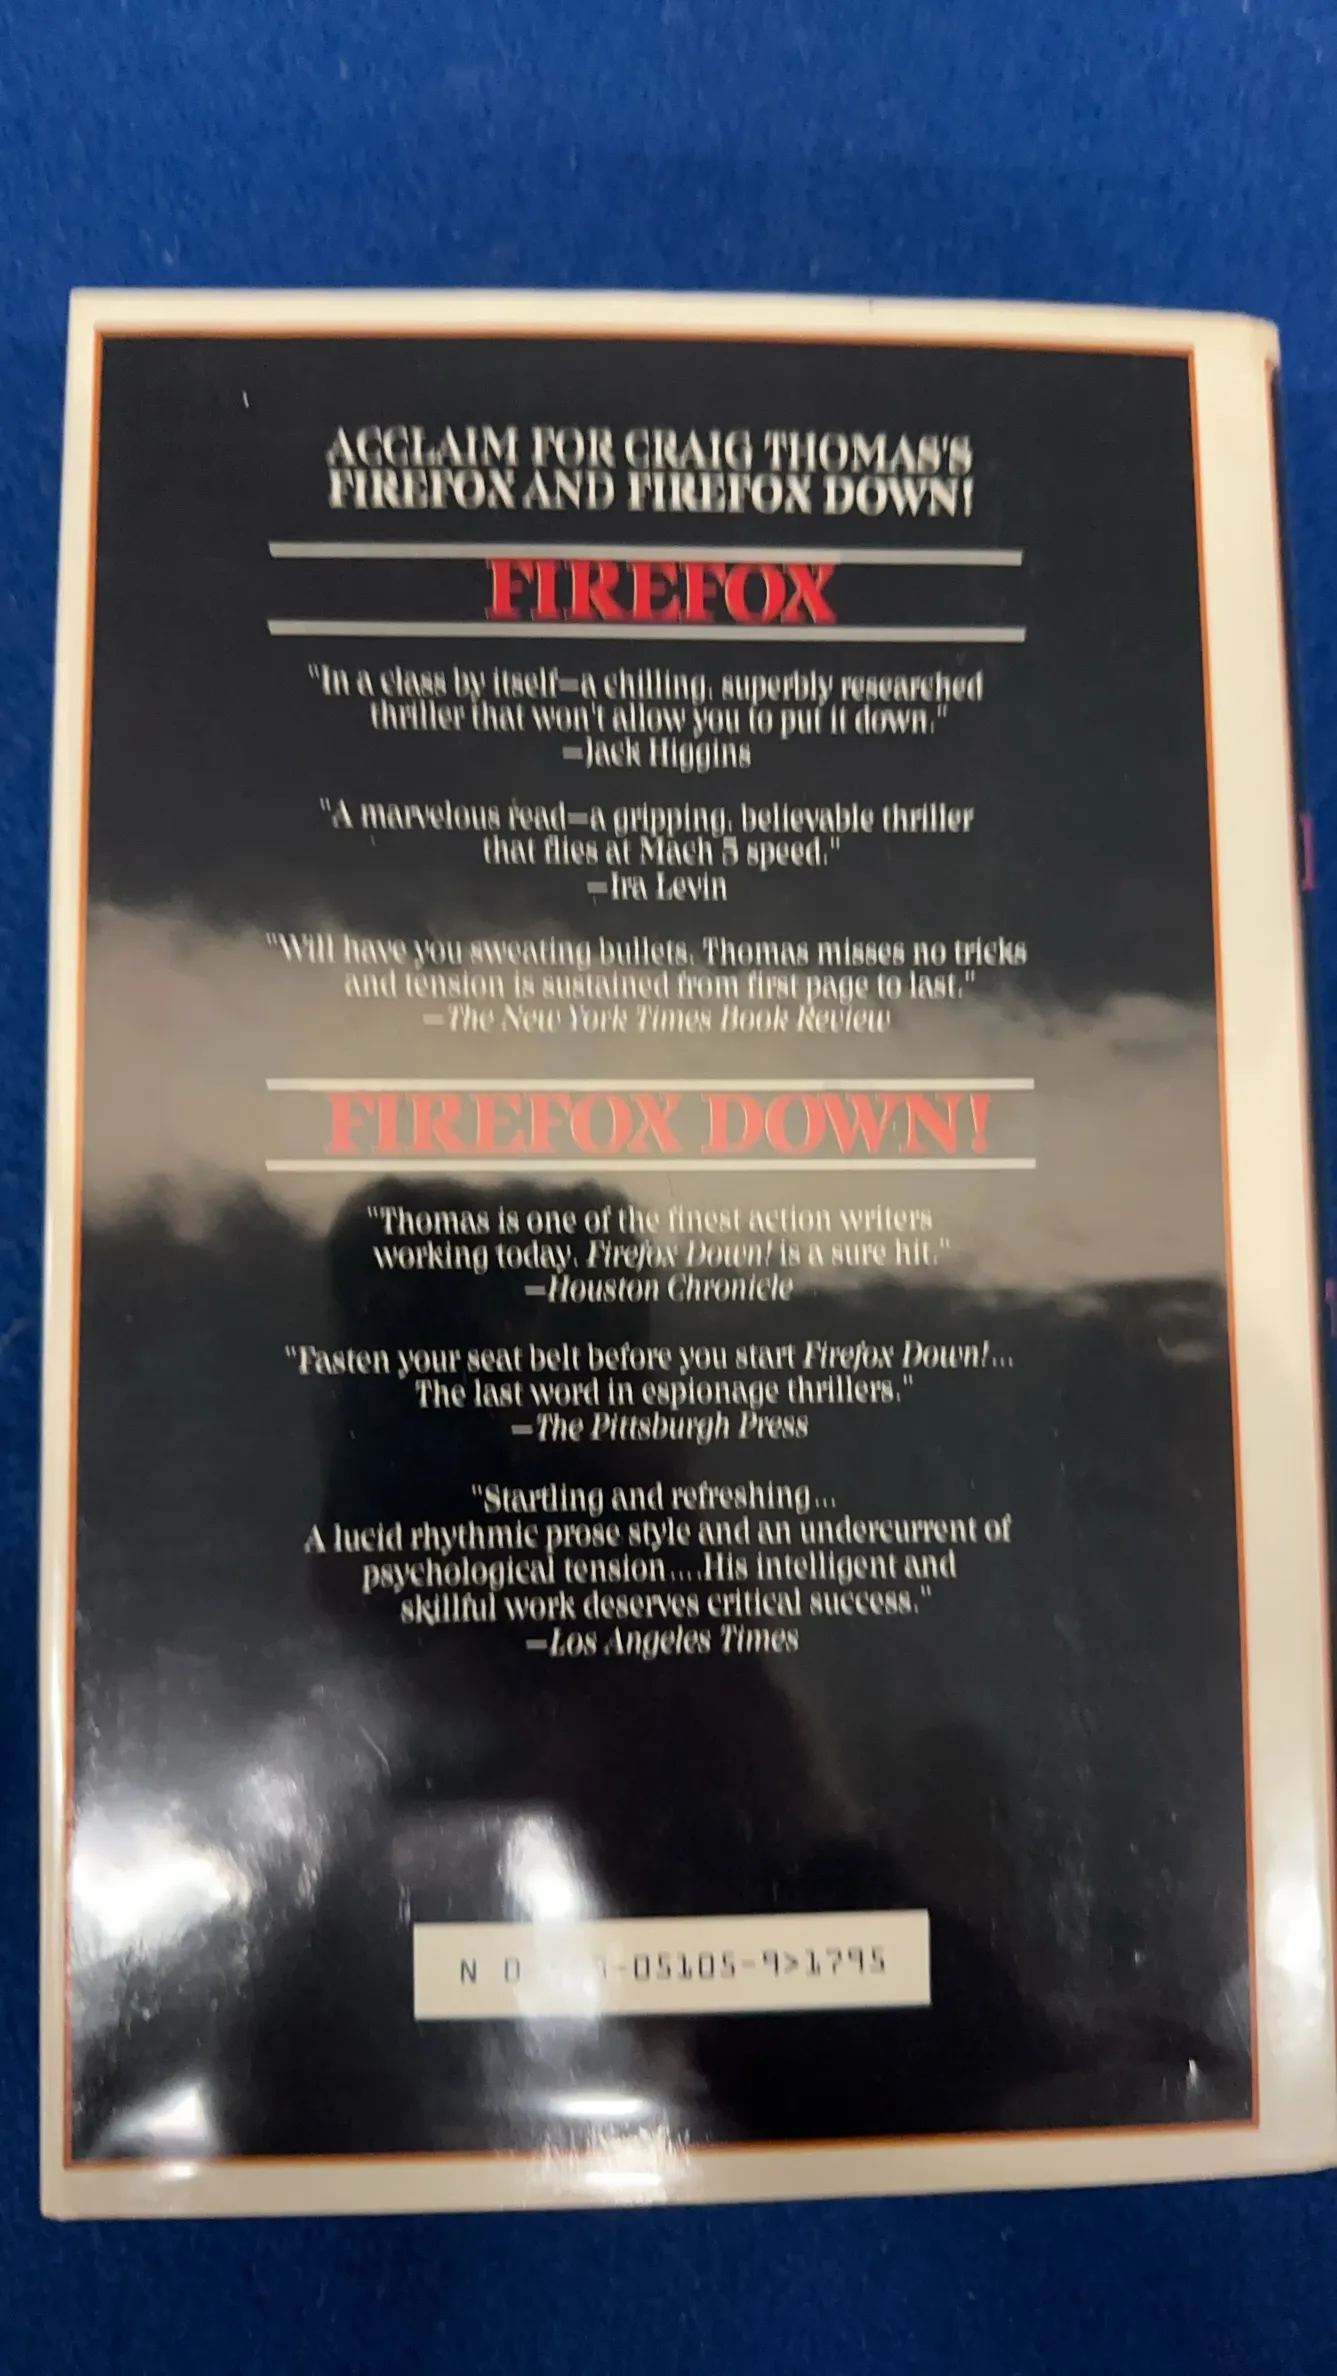 ACCLAIM FOR CRAIG THOMAS'S
FIREFOX AND FIREFOX DOWN!
FIREFOX
"In a class by itself—a chilling, superbly researched
thriller that won't allow you to put it down."
—Jack Higgins
"A marvelous read—a gripping, believable thriller
that flies at Mach 5 speed."
—Ira Levin
"Will have you sweating bullets. Thomas misses no tricks
and tension is sustained from first page to last."
—The New York Times Book Review
FIREFOX DOWN!
"Thomas is one of the finest action writers
working today. Firefox Down! is a sure hit."
—Houston Chronicle
"Fasten your seat belt before you start Firefox Down!...
The last word in espionage thrillers."
—The Pittsburgh Press
"Startling and refreshing...
A lucid rhythmic prose style and an undercurrent of
psychological tension....His intelligent and
skillful work deserves critical success."
—Los Angeles Times
N 0 -05105-9>1795